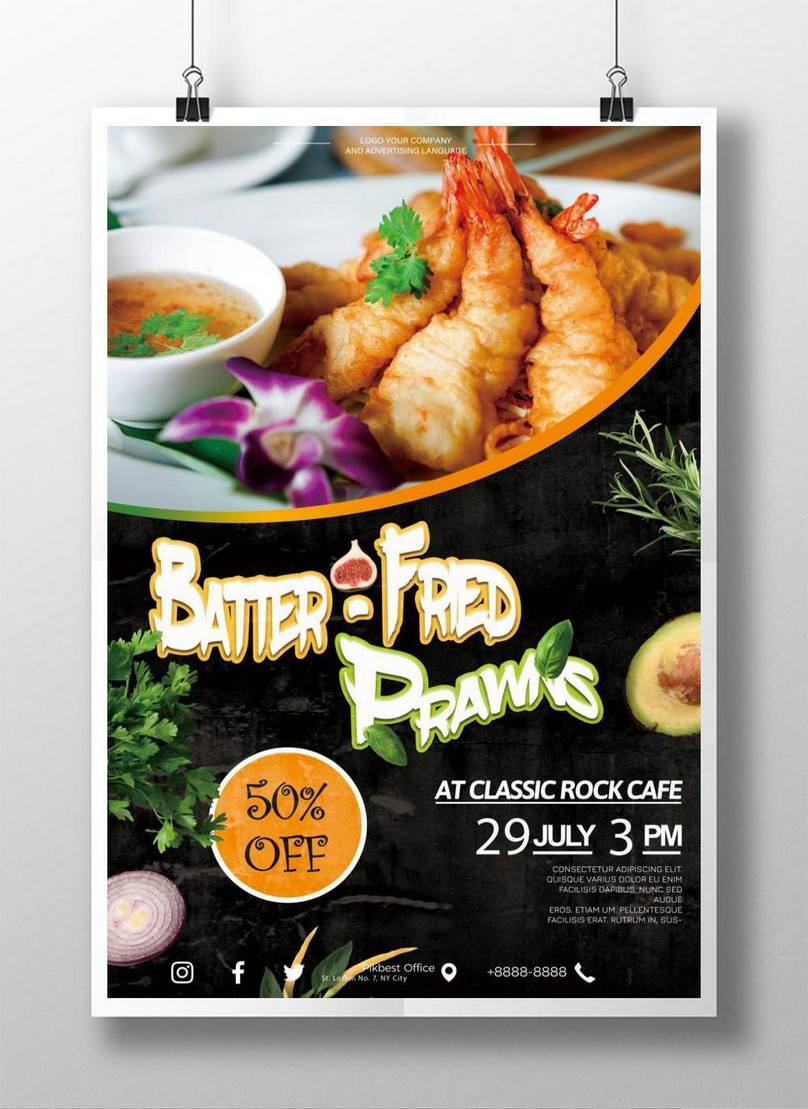 LOGO YOUR COMPANY
AND ADVERTISING LANGUAGE
BATTER-FRIED
PRAWNS
50%
OFF
AT CLASSIC ROCK CAFE
29 JULY 3 PM
CONSECTETUR ADIPISCING ELIT.
QUISQUE VARIUS DOLOR EU ENIM
FACILISIS DAPIBUS, NUNC SED
AUGUE
EROS. ETIAM UM. PELLENTESQUE
FACILISIS ERAT. RUTRUM IN, SUS-
Pikbest Office
St. Lorem No. 7, NY City
+8888-8888